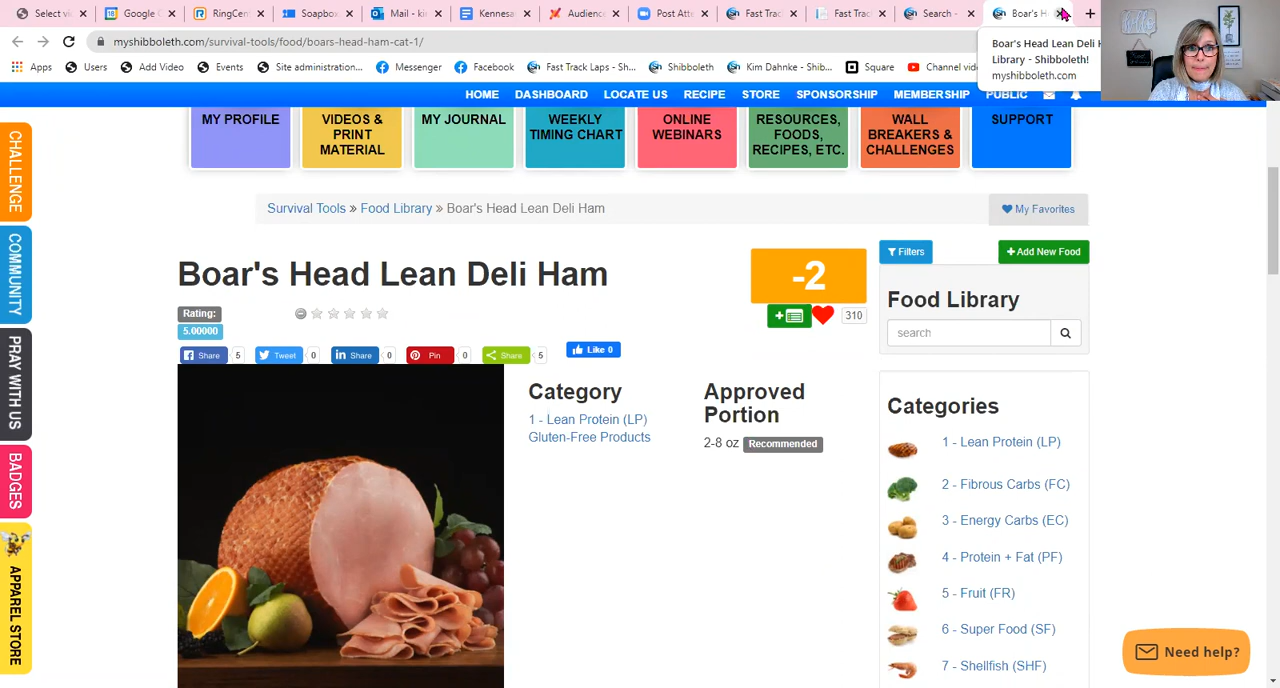 Select vi
Google C
RingCen
Soapbox
Mail - ki
Kennesa
Audienc
Post Att
Fast Trac
Fast Trac
Search -
Boar's H
myshibboleth.com/survival-tools/food/boars-head-ham-cat-1/
Boar's Head Lean Deli H
Library - Shibboleth!
myshibboleth.com
Apps
Users
Add Video
Events
Site administration...
Messenger
Fast Track Laps - Sh...
Shibboleth
Kim Dahnke - Shib...
Square
Channel vid
HOME DASHBOARD LOCATE US RECIPE STORE SPONSORSHIP MEMBERSHIP PUBLIC
MY PROFILE
VIDEOS &
PRINT
MATERIAL
MY JOURNAL
WEEKLY
TIMING CHART
ONLINE
WEBINARS
RESOURCES,
FOODS,
RECIPES, ETC.
WALL
BREAKERS &
CHALLENGES
SUPPORT
CHALLENGE
COMMUNITY
PRAY WITH US
BADGES
APPAREL STORE
Survival Tools » Food Library » Boar's Head Lean Deli Ham
My Favorites
Boar's Head Lean Deli Ham
-2
310
Rating:
5.00000
Share 5
Tweet 0
Share 0
Pin 0
Share 5
Like 0
Category
1 - Lean Protein (LP)
Gluten-Free Products
Approved
Portion
2-8 oz Recommended
Filters
+ Add New Food
Food Library
search
Categories
1 - Lean Protein (LP)
2 - Fibrous Carbs (FC)
3 - Energy Carbs (EC)
4 - Protein + Fat (PF)
5 - Fruit (FR)
6 - Super Food (SF)
7 - Shellfish (SHF)
Need help?